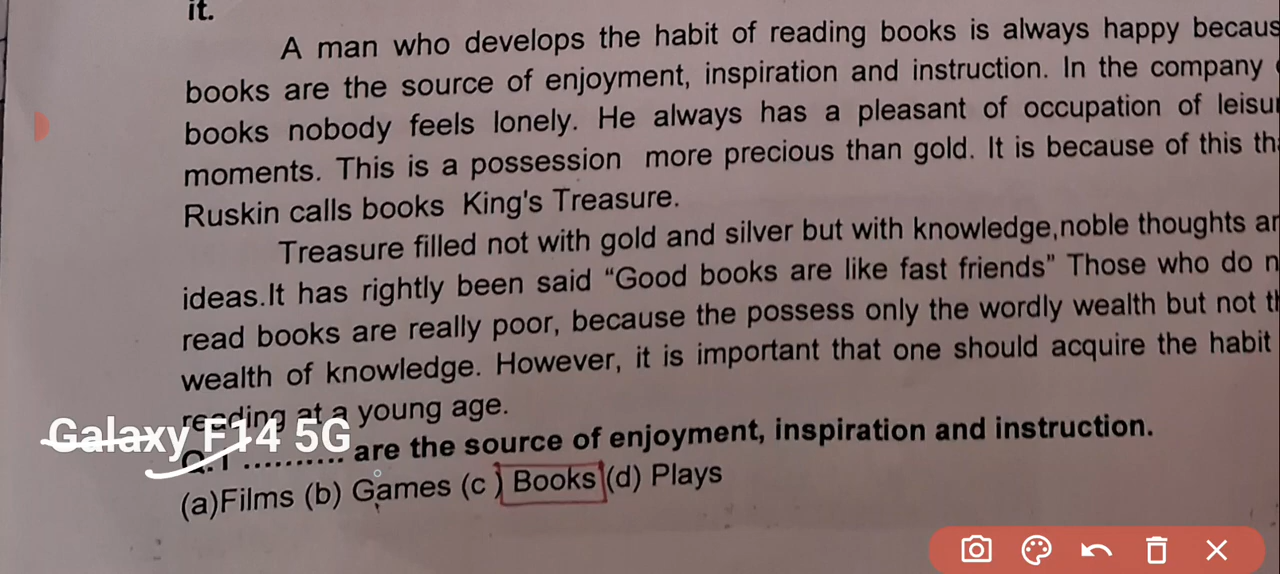 it.
A man who develops the habit of reading books is always happy becaus
books are the source of enjoyment, inspiration and instruction. In the company
books nobody feels lonely. He always has a pleasant of occupation of leisu
moments. This is a possession more precious than gold. It is because of this th
Ruskin calls books King's Treasure.
Treasure filled not with gold and silver but with knowledge,noble thoughts an
ideas.It has rightly been said “Good books are like fast friends” Those who do n
read books are really poor, because the possess only the wordly wealth but not th
wealth of knowledge. However, it is important that one should acquire the habit
reading at a young age.
Galaxy F14 5G
Q.1 .......... are the source of enjoyment, inspiration and instruction.
(a)Films (b) Games (c ) Books (d) Plays